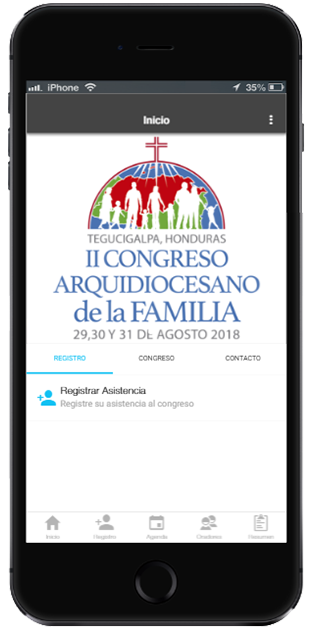 iPhone 35%
Inicio
TEGUCIGALPA, HONDURAS
II CONGRESO
ARQUIDIOCESANO
de la FAMILIA
29,30 Y 31 DE AGOSTO 2018
REGISTRO CONGRESO CONTACTO
Registrar Asistencia
Registre su asistencia al congreso
Inicio Registro Agenda Oradores Resumen